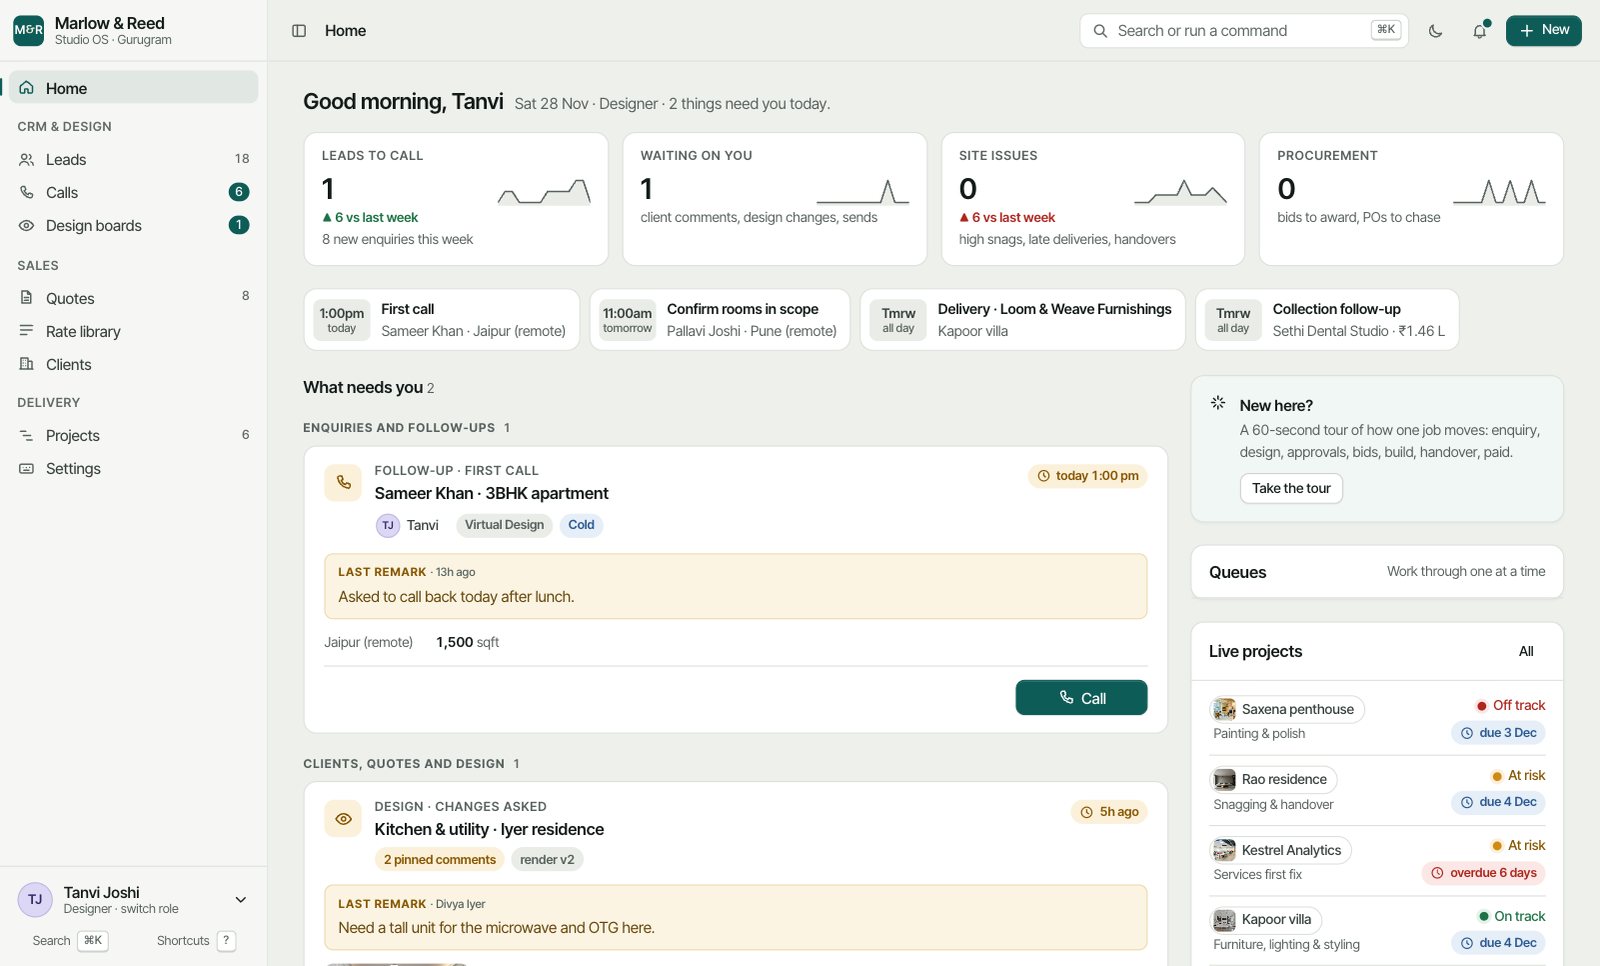 M&R
Marlow & Reed
Studio OS · Gurugram
Home
CRM & DESIGN
Leads 18
Calls 6
Design boards 1
SALES
Quotes 8
Rate library
Clients
DELIVERY
Projects 6
Settings
TJ
Tanvi Joshi
Designer · switch role
Search ⌘K Shortcuts ?
Home
Search or run a command ⌘K
New
Good morning, Tanvi Sat 28 Nov · Designer · 2 things need you today.
LEADS TO CALL
1
▲ 6 vs last week
8 new enquiries this week
WAITING ON YOU
1
client comments, design changes, sends
SITE ISSUES
0
▲ 6 vs last week
high snags, late deliveries, handovers
PROCUREMENT
0
bids to award, POs to chase
1:00pm
today
First call
Sameer Khan · Jaipur (remote)
11:00am
tomorrow
Confirm rooms in scope
Pallavi Joshi · Pune (remote)
Tmrw
all day
Delivery · Loom & Weave Furnishings
Kapoor villa
Tmrw
all day
Collection follow-up
Sethi Dental Studio · ₹1.46 L
What needs you 2
ENQUIRIES AND FOLLOW-UPS 1
FOLLOW-UP · FIRST CALL
today 1:00 pm
Sameer Khan · 3BHK apartment
TJ Tanvi Virtual Design Cold
LAST REMARK · 13h ago
Asked to call back today after lunch.
Jaipur (remote) 1,500 sqft
Call
CLIENTS, QUOTES AND DESIGN 1
DESIGN · CHANGES ASKED
5h ago
Kitchen & utility · Iyer residence
2 pinned comments render v2
LAST REMARK · Divya Iyer
Need a tall unit for the microwave and OTG here.
New here?
A 60-second tour of how one job moves: enquiry,
design, approvals, bids, build, handover, paid.
Take the tour
Queues Work through one at a time
Live projects All
Saxena penthouse Off track
Painting & polish due 3 Dec
Rao residence At risk
Snagging & handover due 4 Dec
Kestrel Analytics At risk
Services first fix overdue 6 days
Kapoor villa On track
Furniture, lighting & styling due 4 Dec